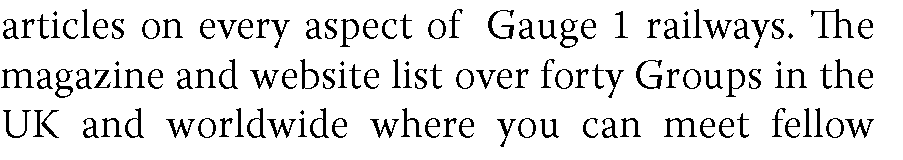 articles on every aspect of Gauge 1 railways. The
magazine and website list over forty Groups in the
UK and worldwide where you can meet fellow